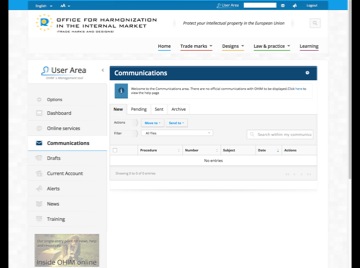 English
User Area
OFFICE FOR HARMONIZATION
IN THE INTERNAL MARKET
(TRADE MARKS AND DESIGNS)
Protect your intellectual property in the European Union
Home Trade marks Designs Law & practice Learning
User Area
Options
Dashboard
Online services
Communications
Drafts
Current Account
Alerts
News
Training
Communications
Welcome to the Communications area. There are no official communications with OHIM to be displayed. Click here to
view the help page
New Pending Sent Archive
Actions Move to Send to
Filter All files
Search within my communications
Procedure Number Subject Date Actions
No entries
Showing 0 to 0 of 0 entries
Inside OHIM online